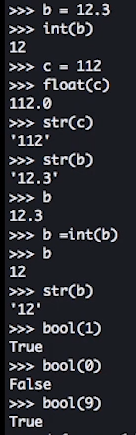 >>> b = 12.3
>>> int(b)
12
>>> c = 112
>>> float(c)
112.0
>>> str(c)
'112'
>>> str(b)
'12.3'
>>> b
12.3
>>> b =int(b)
>>> b
12
>>> str(b)
'12'
>>> bool(1)
True
>>> bool(0)
False
>>> bool(9)
True